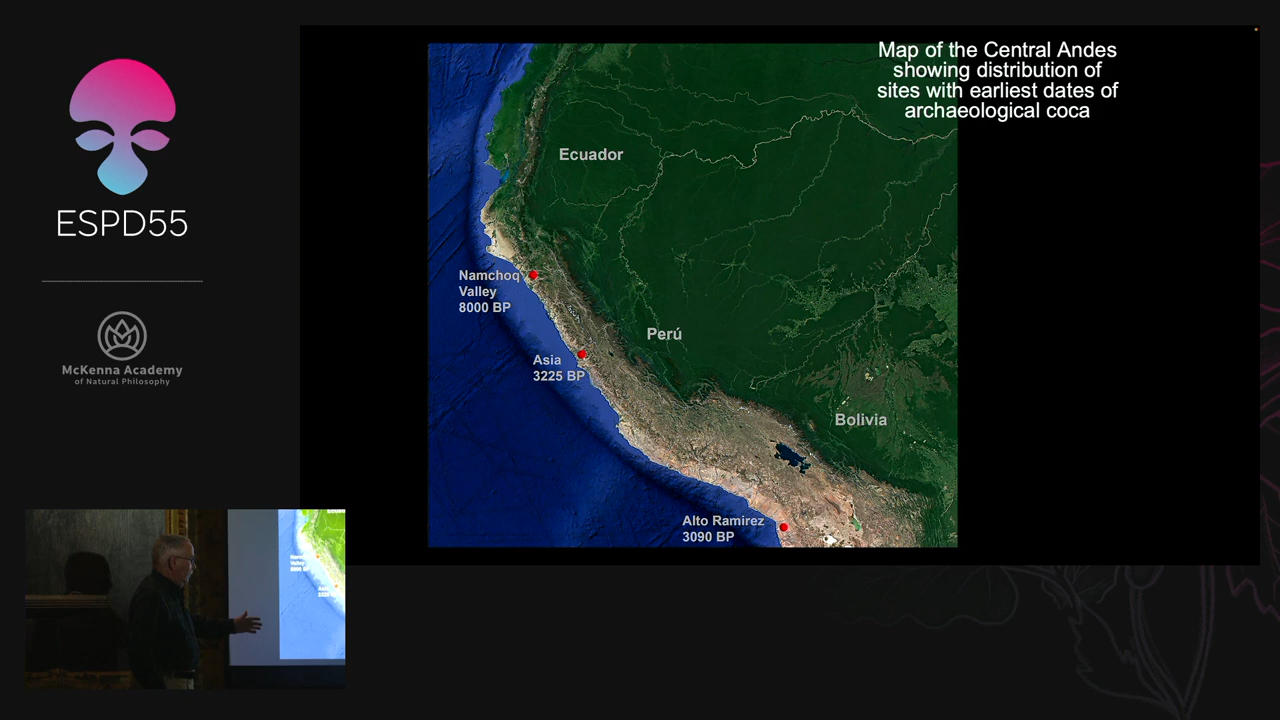 ESPD55
McKenna Academy
of Natural Philosophy
Map of the Central Andes
showing distribution of
sites with earliest dates of
archaeological coca
Ecuador
Namchoq
Valley
8000 BP
Perú
Asia
3225 BP
Bolivia
Alto Ramirez
3090 BP